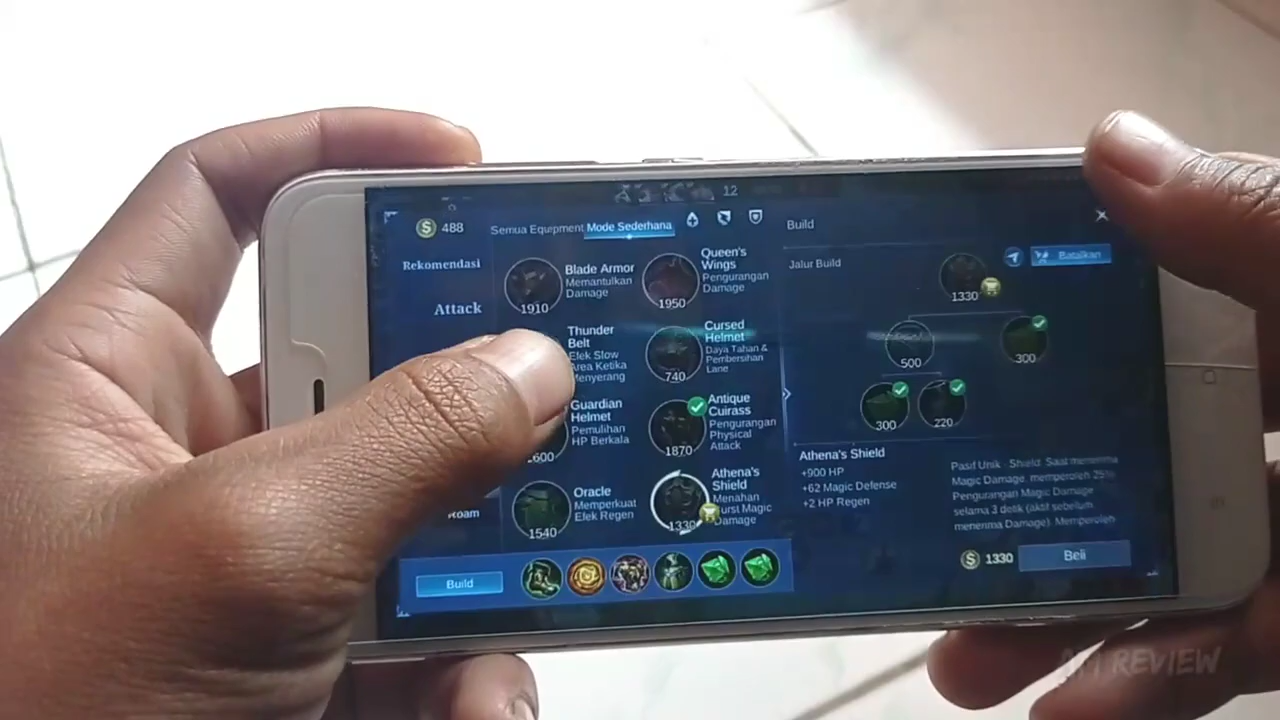 12
488
Semua Equipment
Mode Sederhana
Build
Rekomendasi
Attack
Roam
Blade Armor
Memantulkan
Damage
1910
Queen's
Wings
Pengurangan
Damage
1950
Thunder
Belt
Efek Slow
Area Ketika
Menyerang
Cursed
Helmet
Daya Tahan &
Pembersihan
Lane
740
Guardian
Helmet
Pemulihan
HP Berkala
Antique
Cuirass
Pengurangan
Physical
Attack
1870
Oracle
Memperkuat
Efek Regen
1540
Athena's
Shield
Menahan
Burst Magic
Damage
1330
Build
Jalur Build
Batalkan
1330
500
300
300
220
Athena's Shield
+900 HP
+62 Magic Defense
+2 HP Regen
Pasif Unik - Shield: Saat menerima
Magic Damage, memperoleh 25%
Pengurangan Magic Damage
selama 3 detik (aktif sebelum
menerima Damage). Memperoleh
1330
Beli
REVIEW